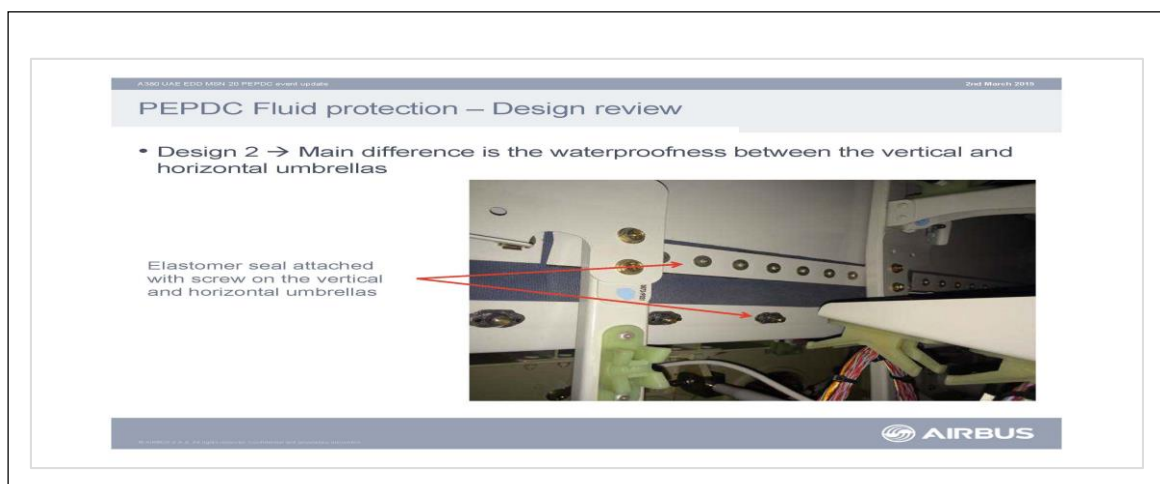 A380 UAE EDD MSN 20 PEPDC event update
2nd March 2015
PEPDC Fluid protection – Design review
• Design 2 → Main difference is the waterproofness between the vertical and
horizontal umbrellas
Elastomer seal attached
with screw on the vertical
and horizontal umbrellas
AIRBUS